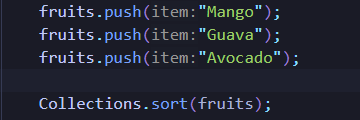 fruits.push(item:"Mango");
fruits.push(item:"Guava");
fruits.push(item:"Avocado");
Collections.sort(fruits);